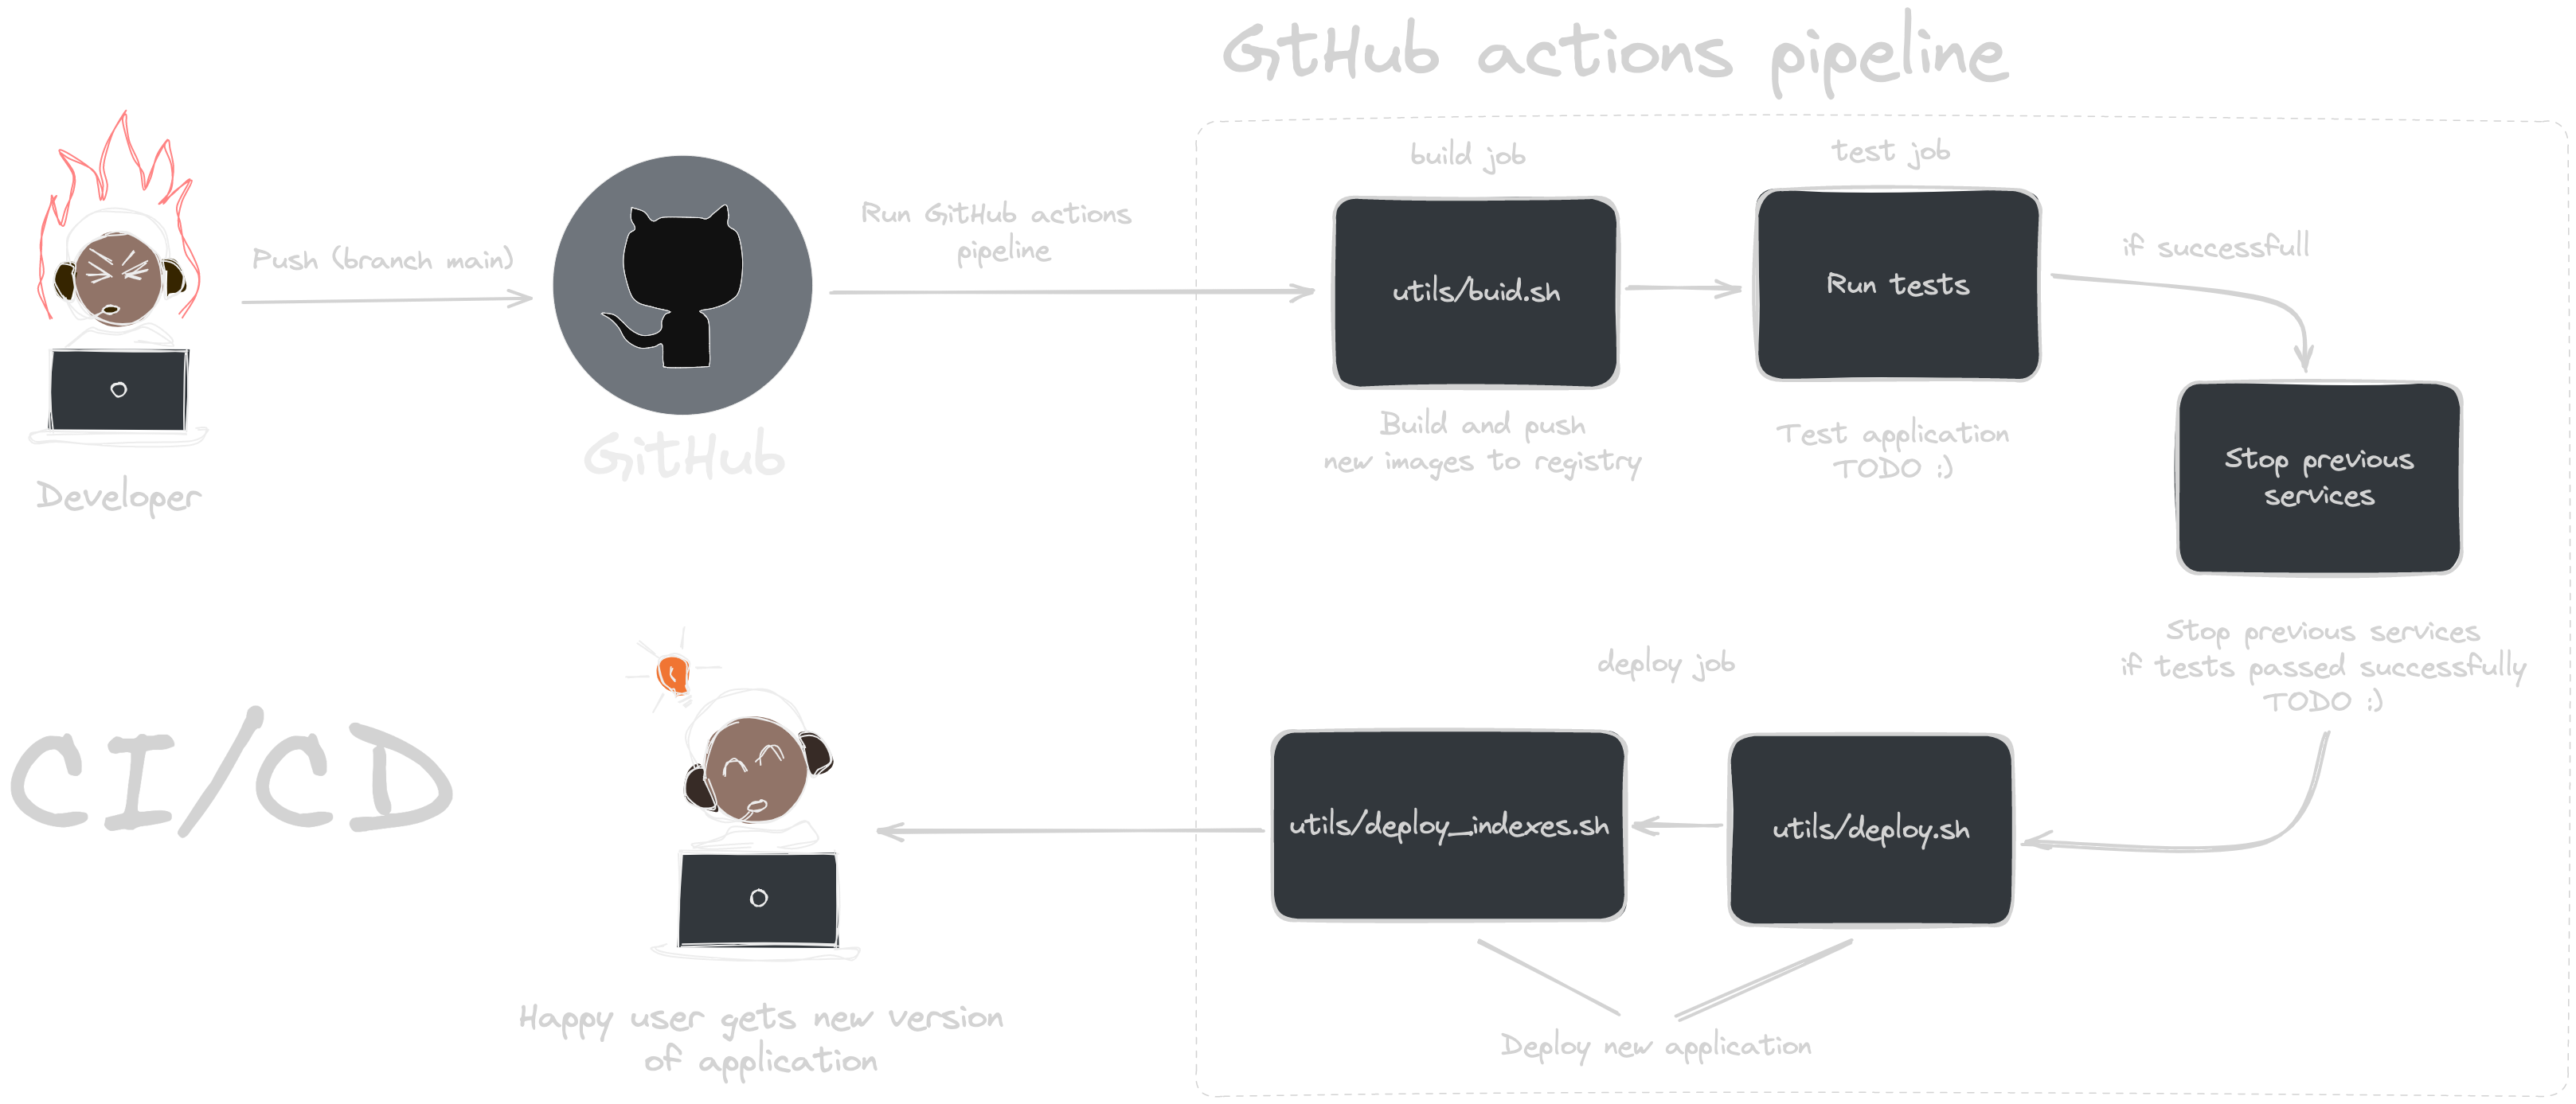 GtHub actions pipeline
build job
test job
Run GitHub actions
pipeline
Push (branch main)
if successfull
utils/buid.sh
Run tests
GitHub
Developer
Build and push
new images to registry
Test application
TODO :)
Stop previous
services
Stop previous services
if tests passed successfully
TODO :)
deploy job
CI/CD
utils/deploy_indexes.sh
utils/deploy.sh
Happy user gets new version
of application
Deploy new application